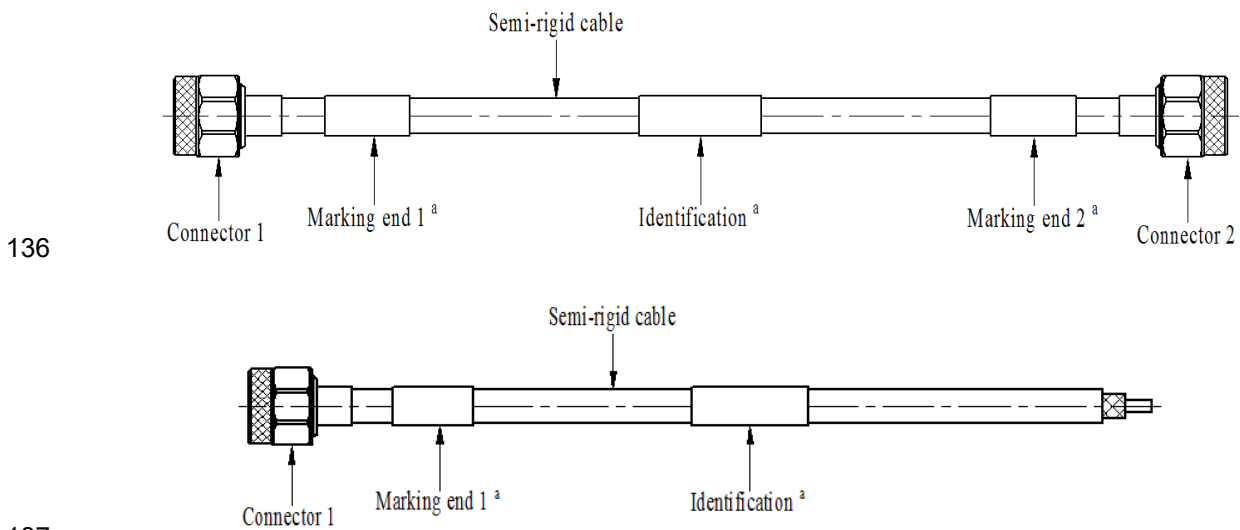 Semi-rigid cable
Connector 1
Marking end 1 a
Identification a
Marking end 2 a
Connector 2
136
Semi-rigid cable
Connector 1
Marking end 1 a
Identification a